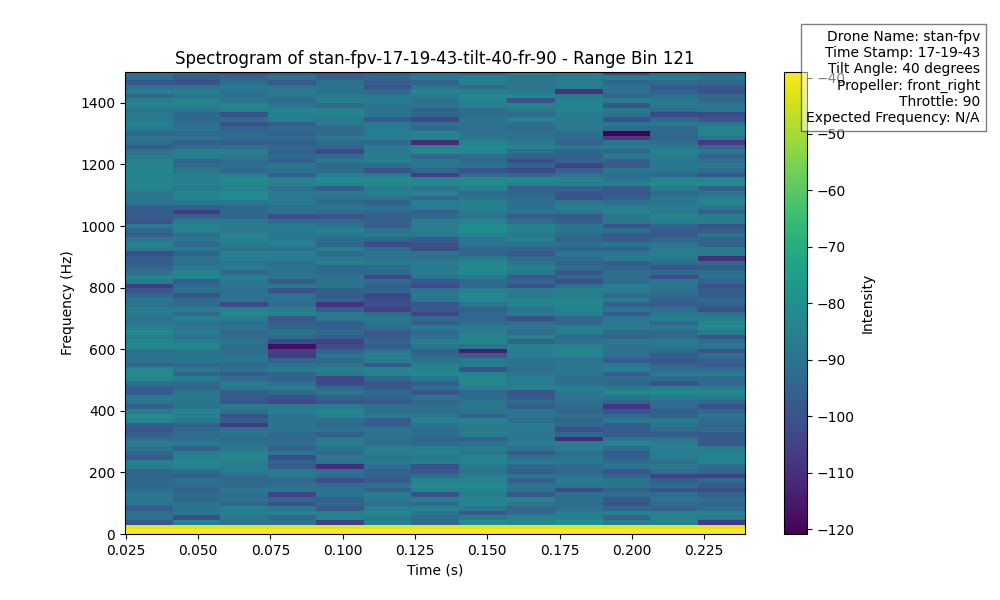 Spectrogram of stan-fpv-17-19-43-tilt-40-fr-90 - Range Bin 121
Drone Name: stan-fpv
Time Stamp: 17-19-43
Tilt Angle: 40 degrees
Propeller: front_right
Throttle: 90
Expected Frequency: N/A
Frequency (Hz)
1400
1200
1000
800
600
400
200
0
0.025
0.050
0.075
0.100
0.125
0.150
0.175
0.200
0.225
Time (s)
−40
−50
−60
−70
−80
−90
−100
−110
−120
Intensity